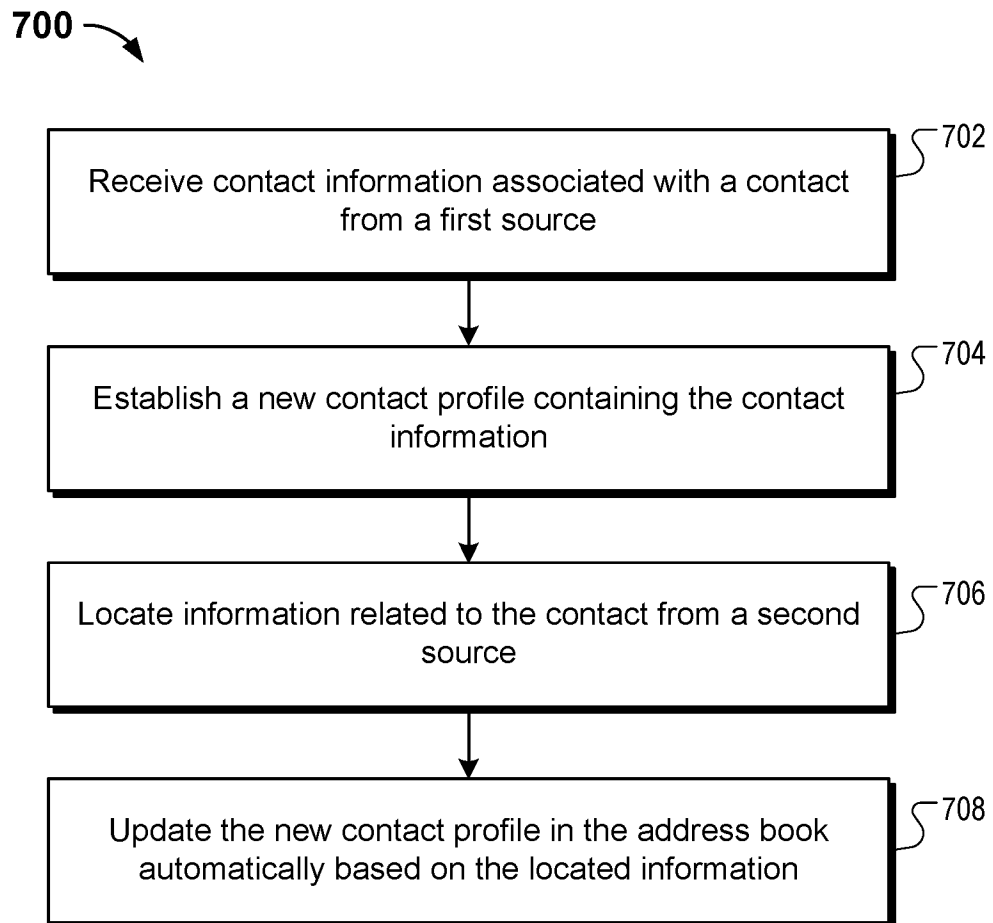 700
702
Receive contact information associated with a contact
from a first source
704
Establish a new contact profile containing the contact
information
706
Locate information related to the contact from a second
source
708
Update the new contact profile in the address book
automatically based on the located information